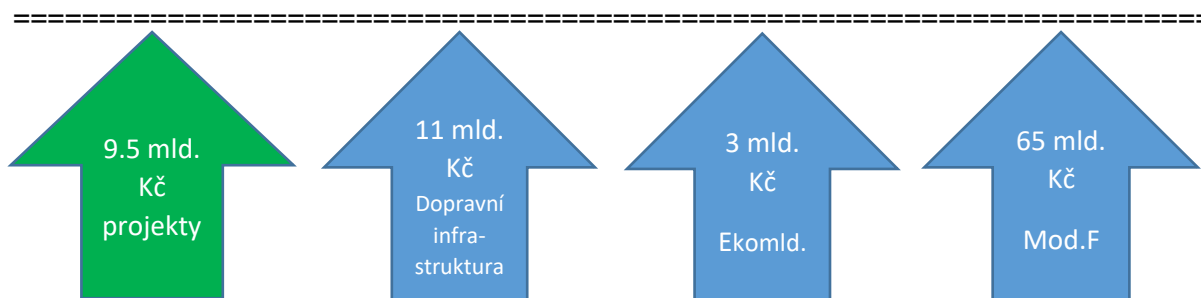 9.5 mld.
Kč
projekty
11 mld.
Kč
Dopravní
infra-
struktura
3 mld.
Kč
Ekomld.
65 mld.
Kč
Mod.F